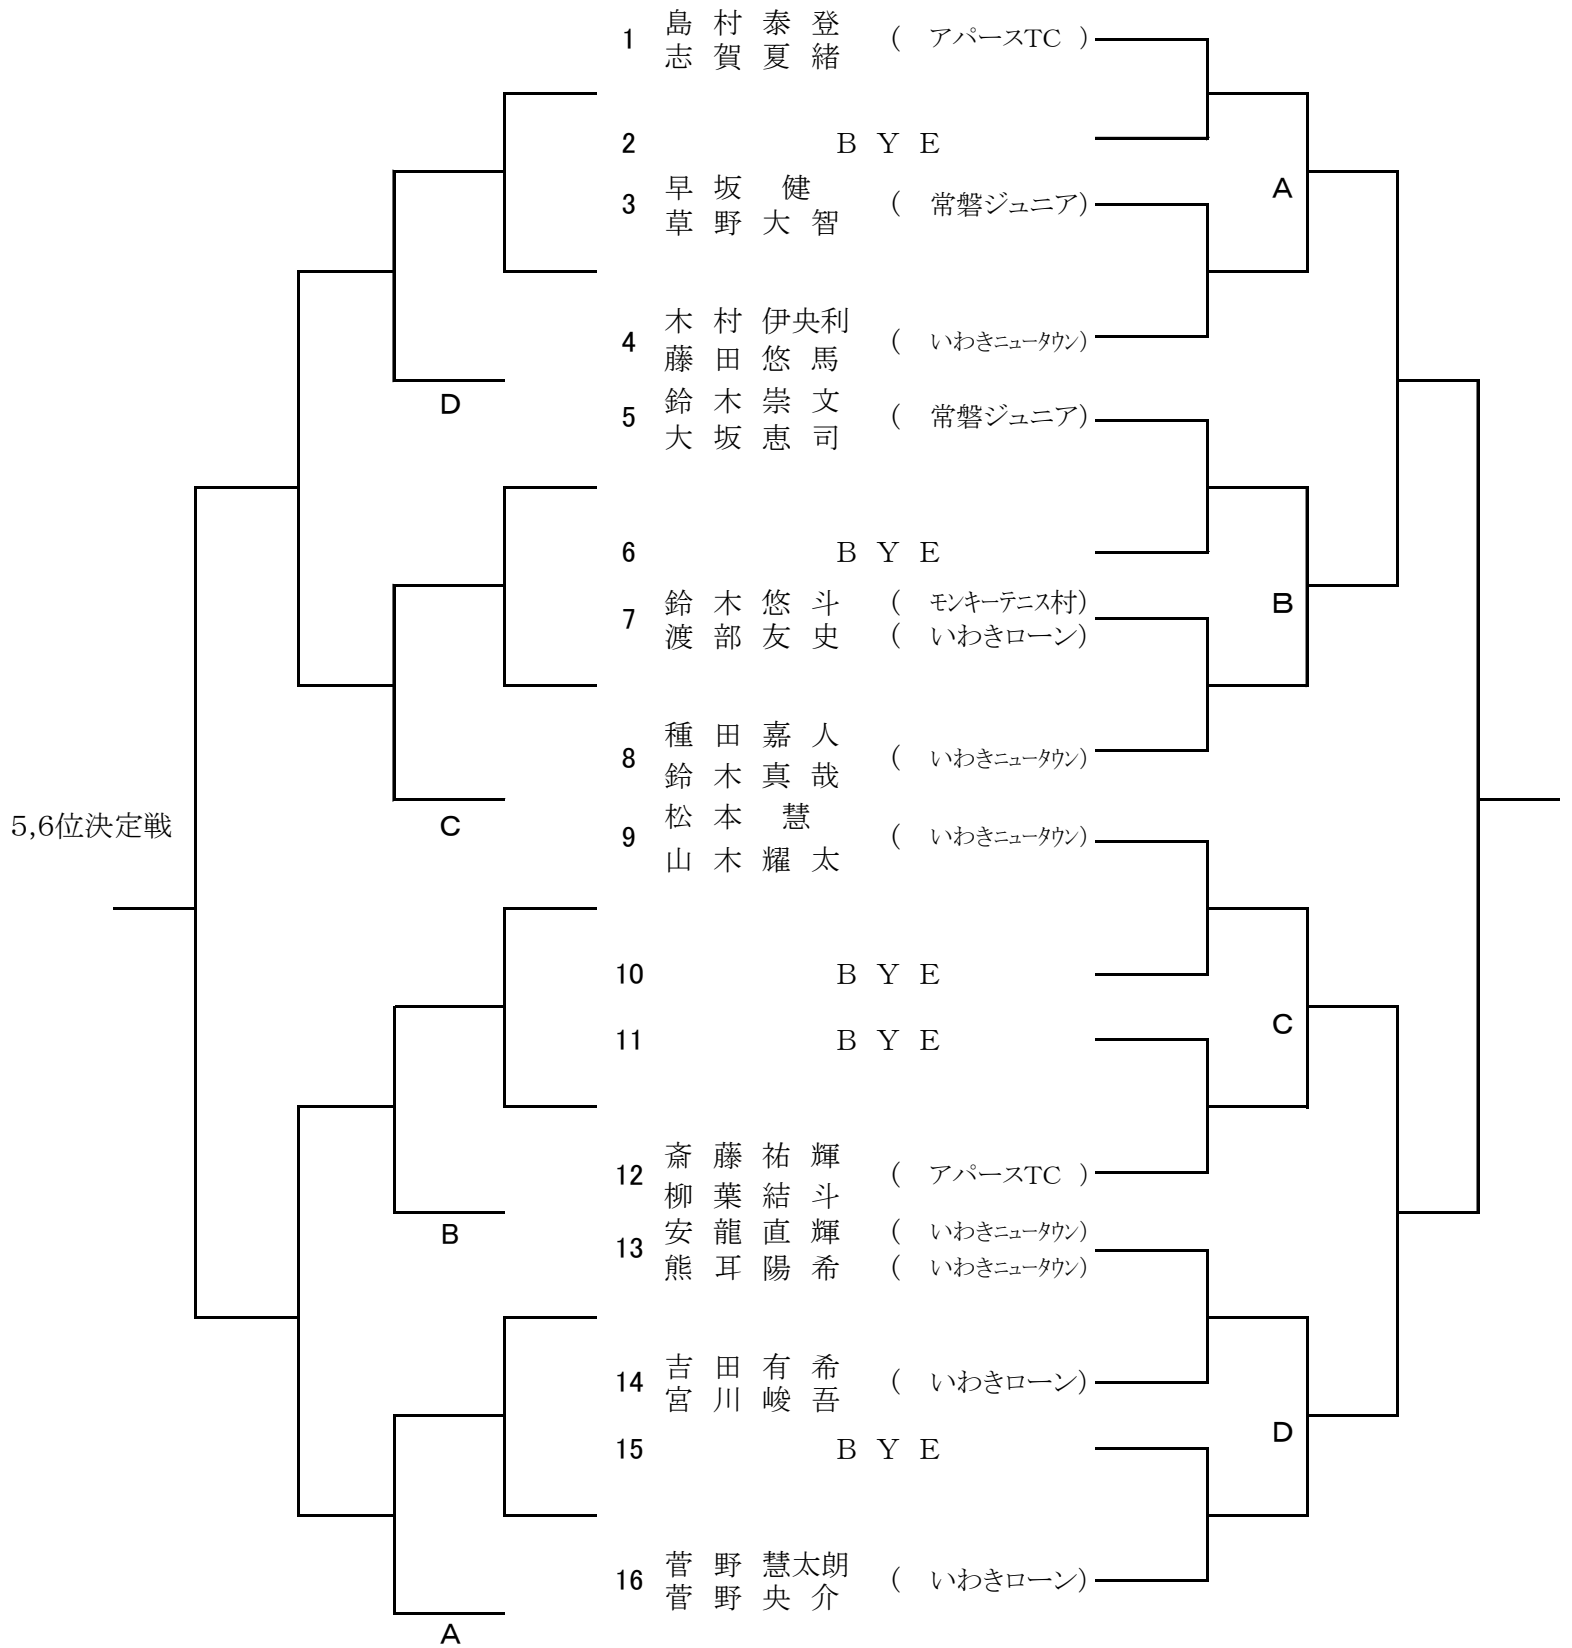 1 島村泰登 ( アパースTC )
志賀夏緒
2 BYE
A
3 早坂 健 ( 常磐ジュニア)
草野大智
4 木村伊央利 ( いわきニュータウン)
藤田悠馬
D
5 鈴木崇文 ( 常磐ジュニア)
大坂恵司
6 BYE
7 鈴木悠斗 ( モンキーテニス村)
渡部友史 ( いわきローン)
B
8 種田嘉人 ( いわきニュータウン)
鈴木真哉
5,6位決定戦
C
9 松本 慧 ( いわきニュータウン)
山木耀太
10 BYE
11 BYE
C
12 斎藤祐輝 ( アパースTC )
柳葉結斗
B
13 安龍直輝 ( いわきニュータウン)
熊耳陽希 ( いわきニュータウン)
14 吉田有希 ( いわきローン)
宮川峻吾
D
15 BYE
16 菅野慧太朗 ( いわきローン)
菅野央介
A